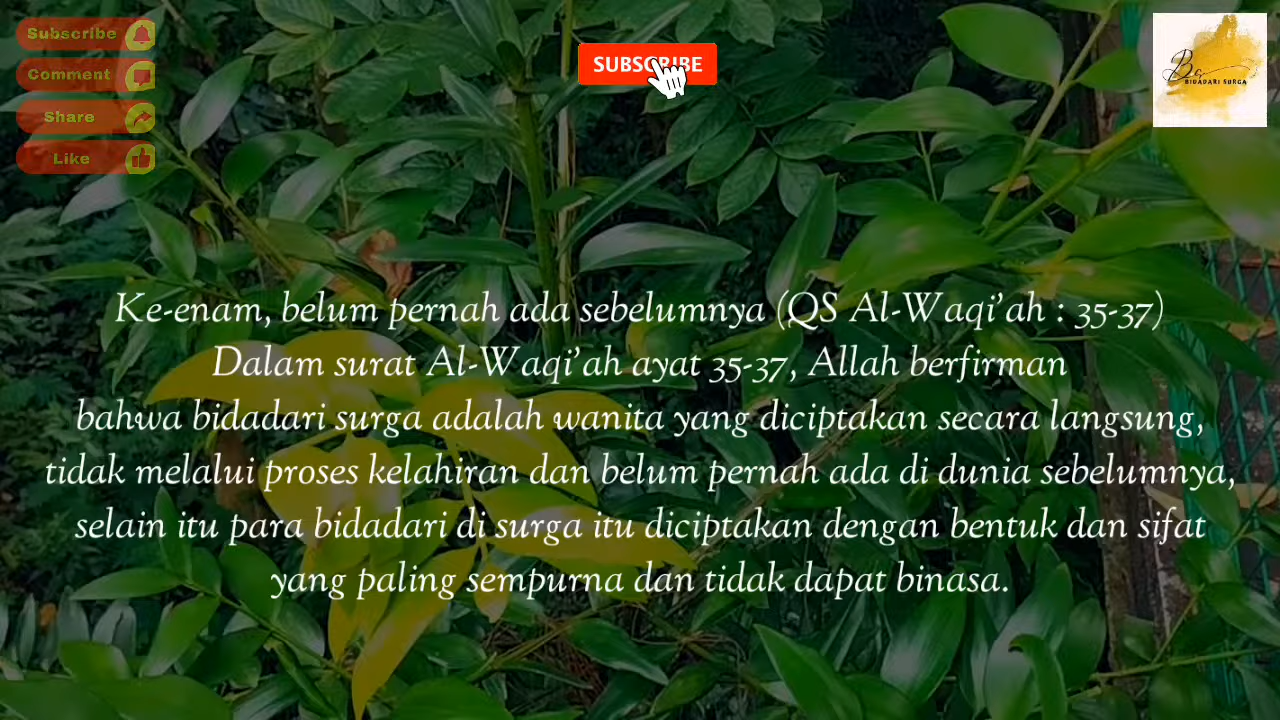 Subscribe
Comment
Share
Like
SUBSCRIBE
BIDADARI SURGA
Ke-enam, belum pernah ada sebelumnya (QS Al-Waqi’ah : 35-37)
Dalam surat Al-Waqi’ah ayat 35-37, Allah berfirman
bahwa bidadari surga adalah wanita yang diciptakan secara langsung,
tidak melalui proses kelahiran dan belum pernah ada di dunia sebelumnya,
selain itu para bidadari di surga itu diciptakan dengan bentuk dan sifat
yang paling sempurna dan tidak dapat binasa.